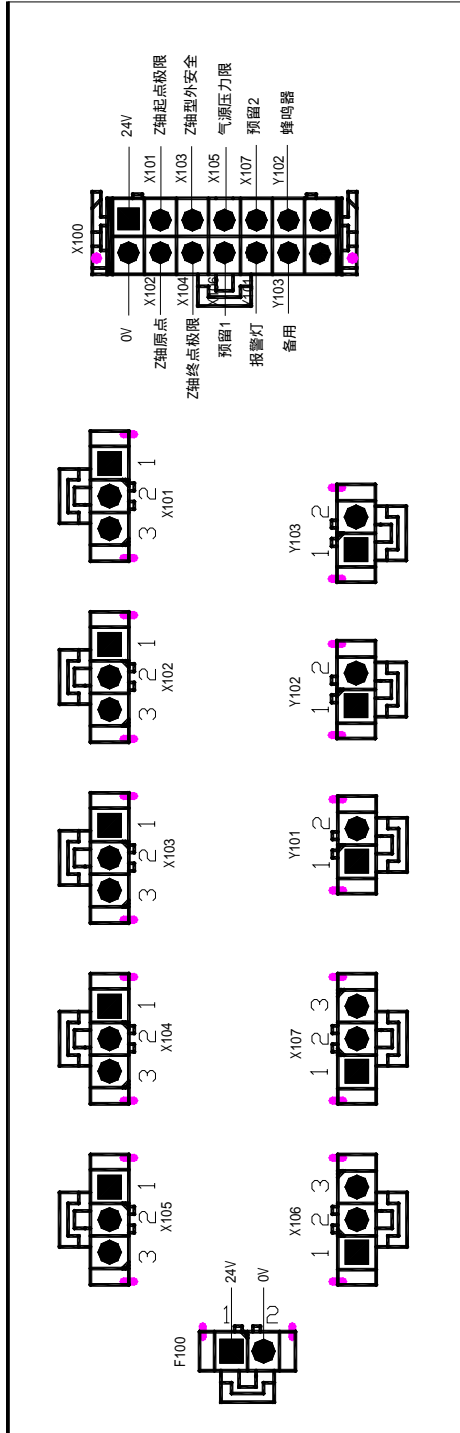 X100
24V
X101
Z轴起点极限
X103
Z轴型外安全
X105
气源压力限
X107
预留2
Y102
蜂鸣器
0V
X102
Z轴原点
X104
Z轴终点极限
X106
预留1
Y101
报警灯
Y103
备用
3 2 1
X101
3 2 1
X102
3 2 1
X103
3 2 1
X104
3 2 1
X105
Y103
1 2
Y102
1 2
Y101
1 2
X107
1 2 3
X106
1 2 3
F100
1
24V
0V
2